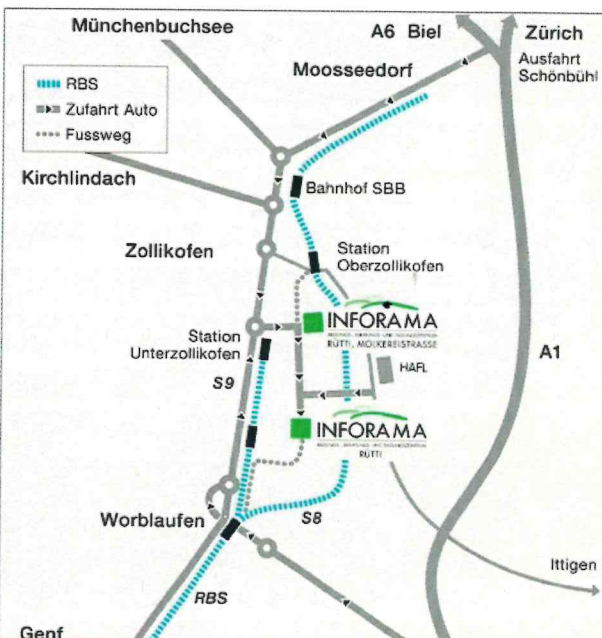 Münchenbuchsee
A6 Biel
Zürich
Ausfahrt
Schönbühl
Moosseedorf
RBS
Zufahrt Auto
Fussweg
Kirchlindach
Bahnhof SBB
Zollikofen
Station
Oberzollikofen
INFORAMA
RÜTTI, MOLKEREISTRASSE
Station
Unterzollikofen
HAFL
A1
S9
INFORAMA
RÜTTI
Worblaufen
S8
Ittigen
RBS
Genf